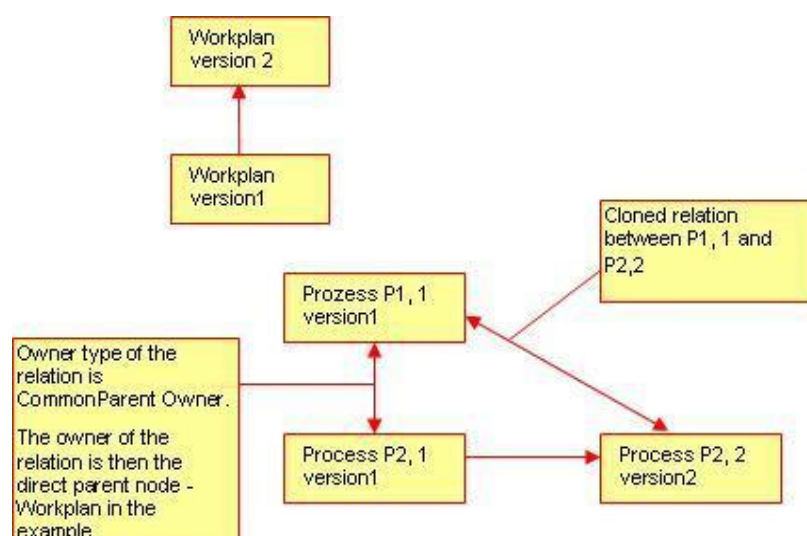 Workplan
version 2
Workplan
version1
Cloned relation
between P1, 1 and
P2,2
Prozess P1, 1
version1
Owner type of the
relation is
CommonParent Owner.
The owner of the
relation is then the
direct parent node -
Workplan in the
example
Process P2, 1
version1
Process P2, 2
version2